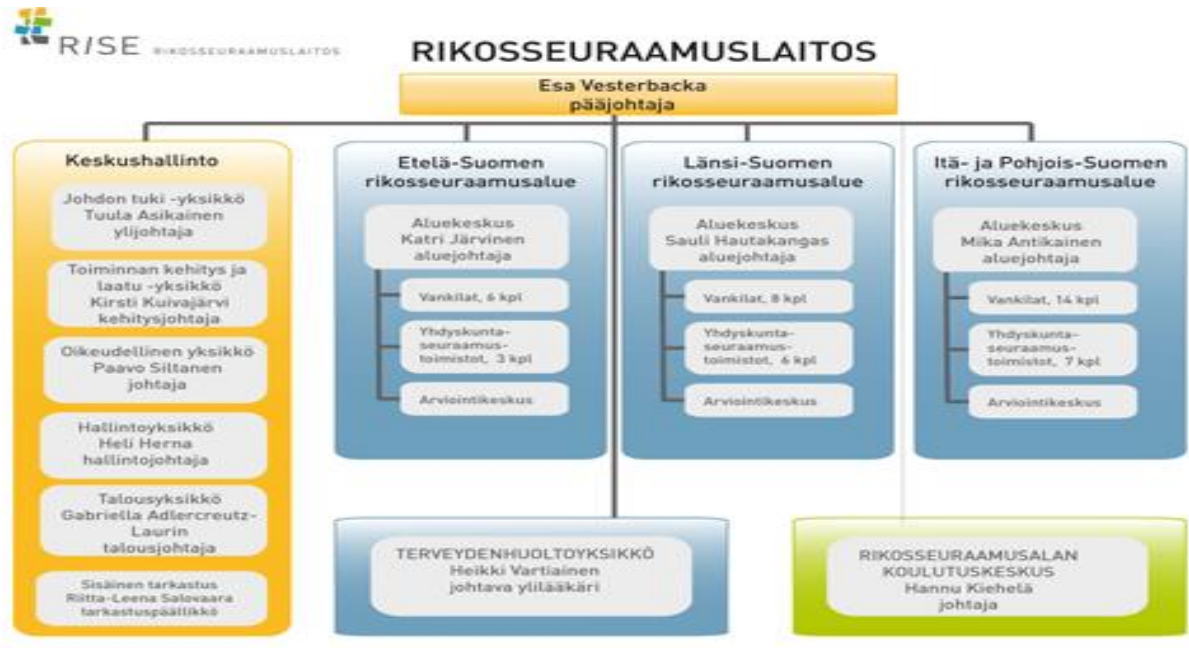 RISE RIKOSSEURAAMUSLAITOS
RIKOSSEURAAMUSLAITOS
Esa Vesterbacka
pääjohtaja
Keskushallinto
Johdon tuki -yksikkö
Tuula Asikainen
ylijohtaja
Toiminnan kehitys ja
laatu -yksikkö
Kirsti Kuivajärvi
kehitysjohtaja
Oikeudellinen yksikkö
Paavo Siltanen
johtaja
Hallintoyksikkö
Heli Herna
hallintojohtaja
Talousyksikkö
Gabriella Adlercreutz-
Laurin
talousjohtaja
Sisäinen tarkastus
Riitta-Leena Salovaara
tarkastuspäällikkö
Etelä-Suomen
rikosseuraamusalue
Aluekeskus
Katri Järvinen
aluejohtaja
Vankilat, 6 kpl
Yhdyskunta-
seuraamus-
toimistot, 3 kpl
Arviointikeskus
Länsi-Suomen
rikosseuraamusalue
Aluekeskus
Sauli Hautakangas
aluejohtaja
Vankilat, 8 kpl
Yhdyskunta-
seuraamus-
toimistot, 6 kpl
Arviointikeskus
Itä- ja Pohjois-Suomen
rikosseuraamusalue
Aluekeskus
Mika Antikainen
aluejohtaja
Vankilat, 14 kpl
Yhdyskunta-
seuraamus-
toimistot, 7 kpl
Arviointikeskus
TERVEYDENHUOLTOYKSIKKÖ
Heikki Vartiainen
johtava ylilääkäri
RIKOSSEURAAMUSALAN
KOULUTUSKESKUS
Hannu Kiehelä
johtaja